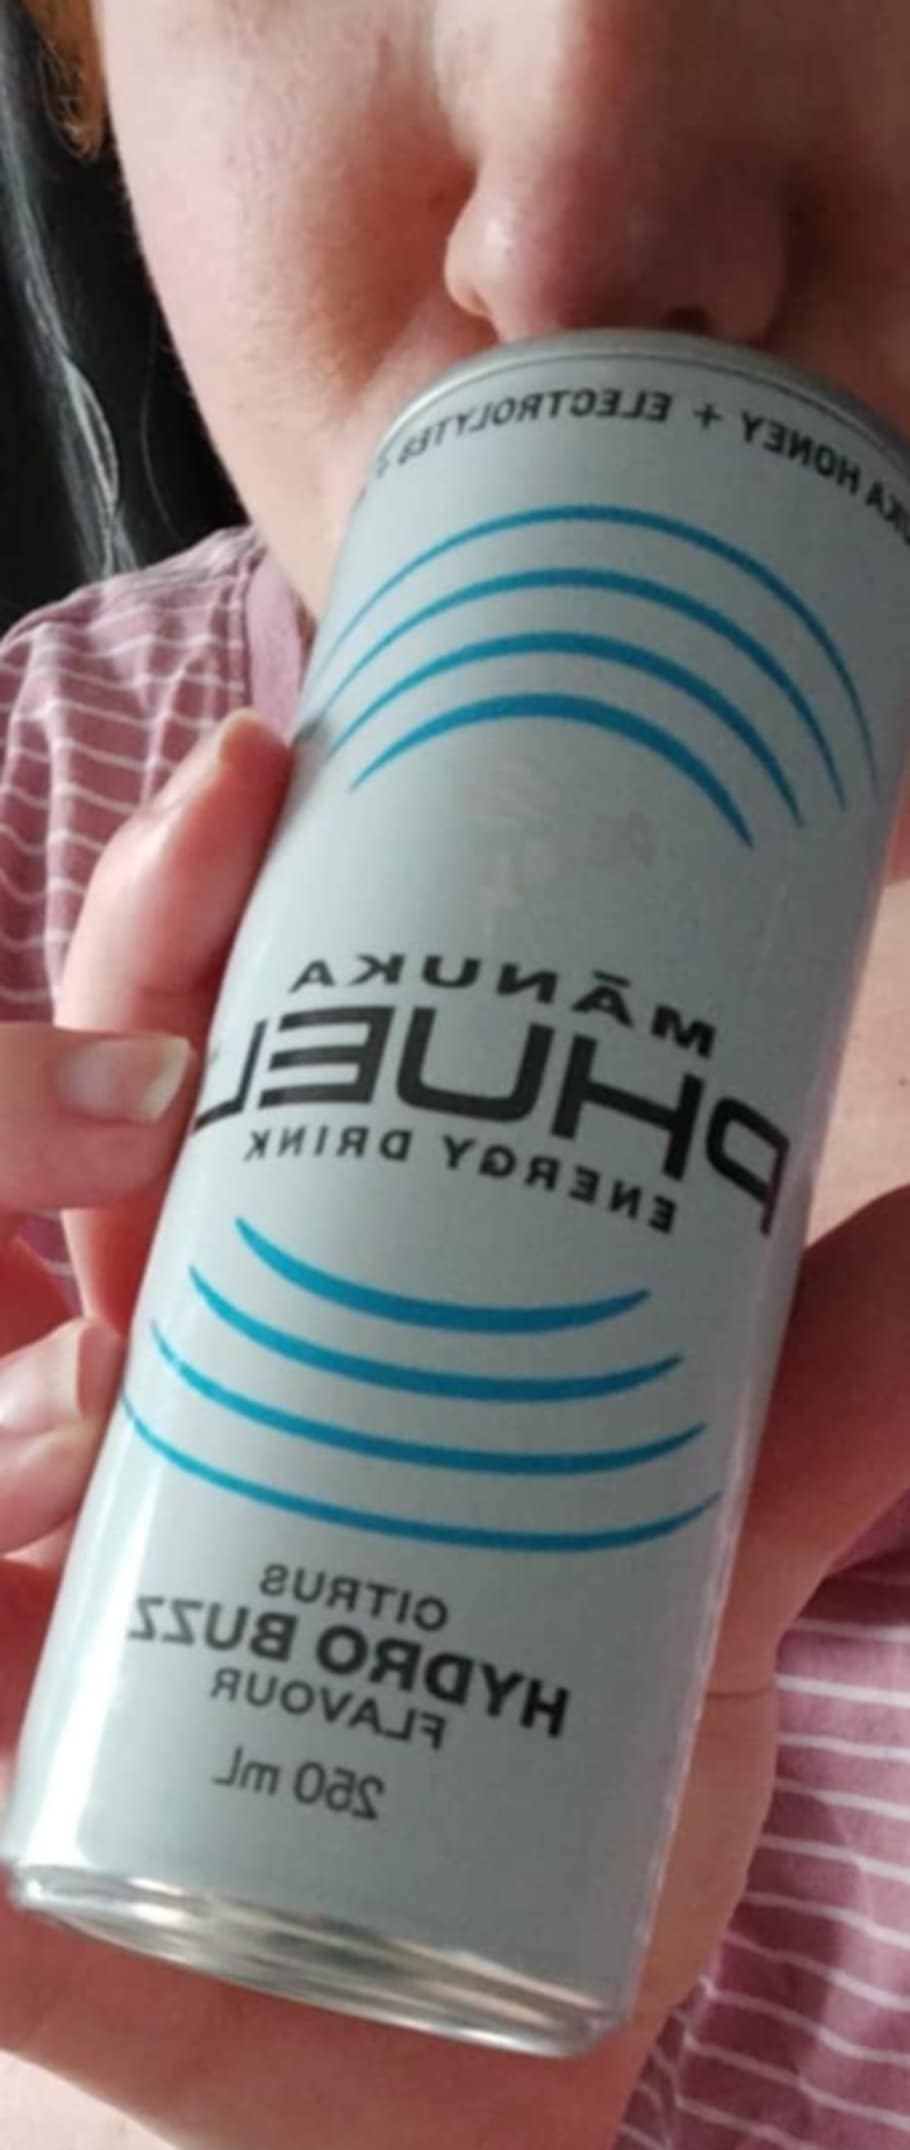 HONEY + ELECTROLYTES
MĀNUKA
PHUEL
ENERGY DRINK
CITRUS
HYDRO BUZZ
FLAVOUR
250 mL